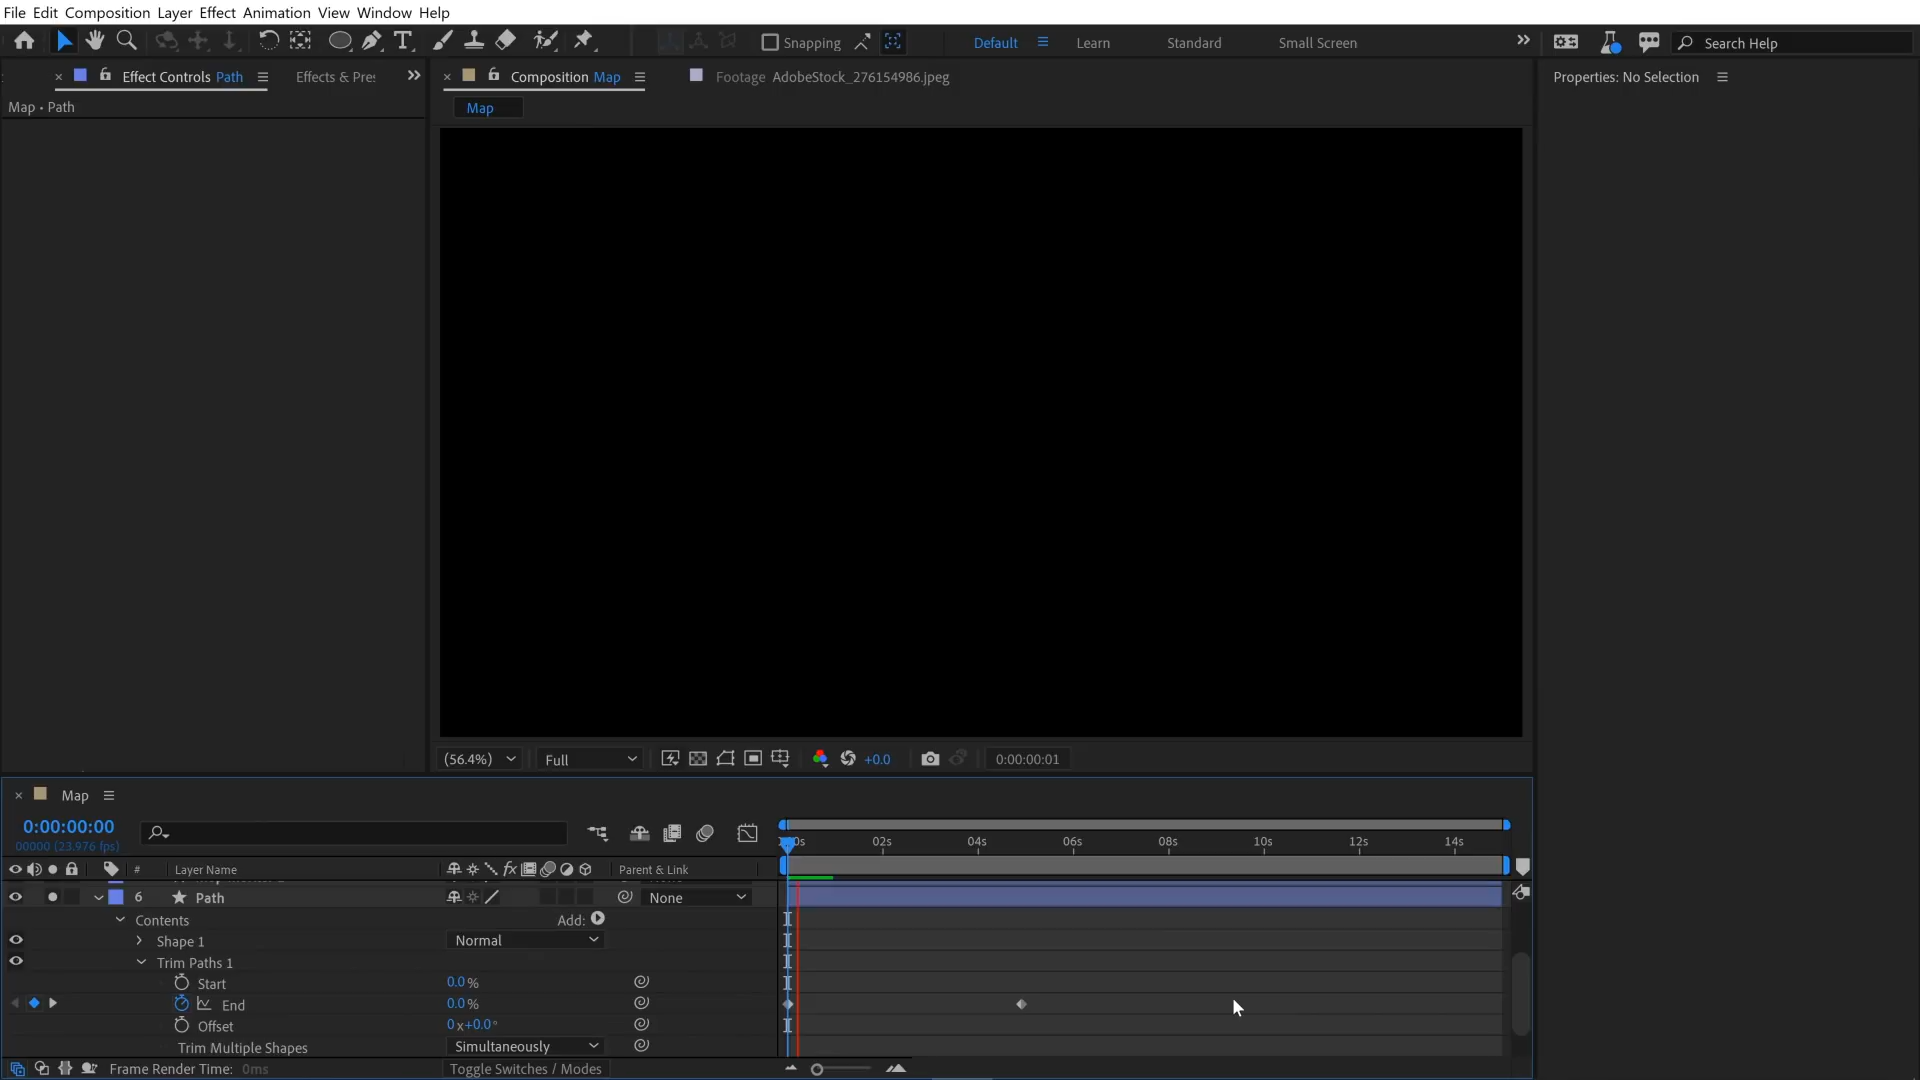 File Edit Composition Layer Effect Animation View Window Help
Snapping Default Learn Standard Small Screen Search Help
Effect Controls Path Effects & Pre
Composition Map Footage AdobeStock_276154986.jpeg
Properties: No Selection
Map • Path
Map
(56.4%) Full +0.0 0:00:00:01
Map
0:00:00:00
00000 (23.976 fps)
02s 04s 06s 08s 10s 12s 14s
# Layer Name Parent & Link
6 Path None
Contents Add:
Shape 1 Normal
Trim Paths 1
Start 0.0 %
End 0.0 %
Offset 0 x+0.0°
Trim Multiple Shapes Simultaneously
Frame Render Time: 0ms Toggle Switches / Modes